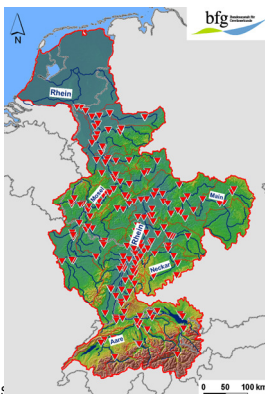 bfg
Bundesanstalt für
Gewässerkunde
N
Rhein
Mosel
Main
Rhein
Neckar
Aare
0 50 100 km